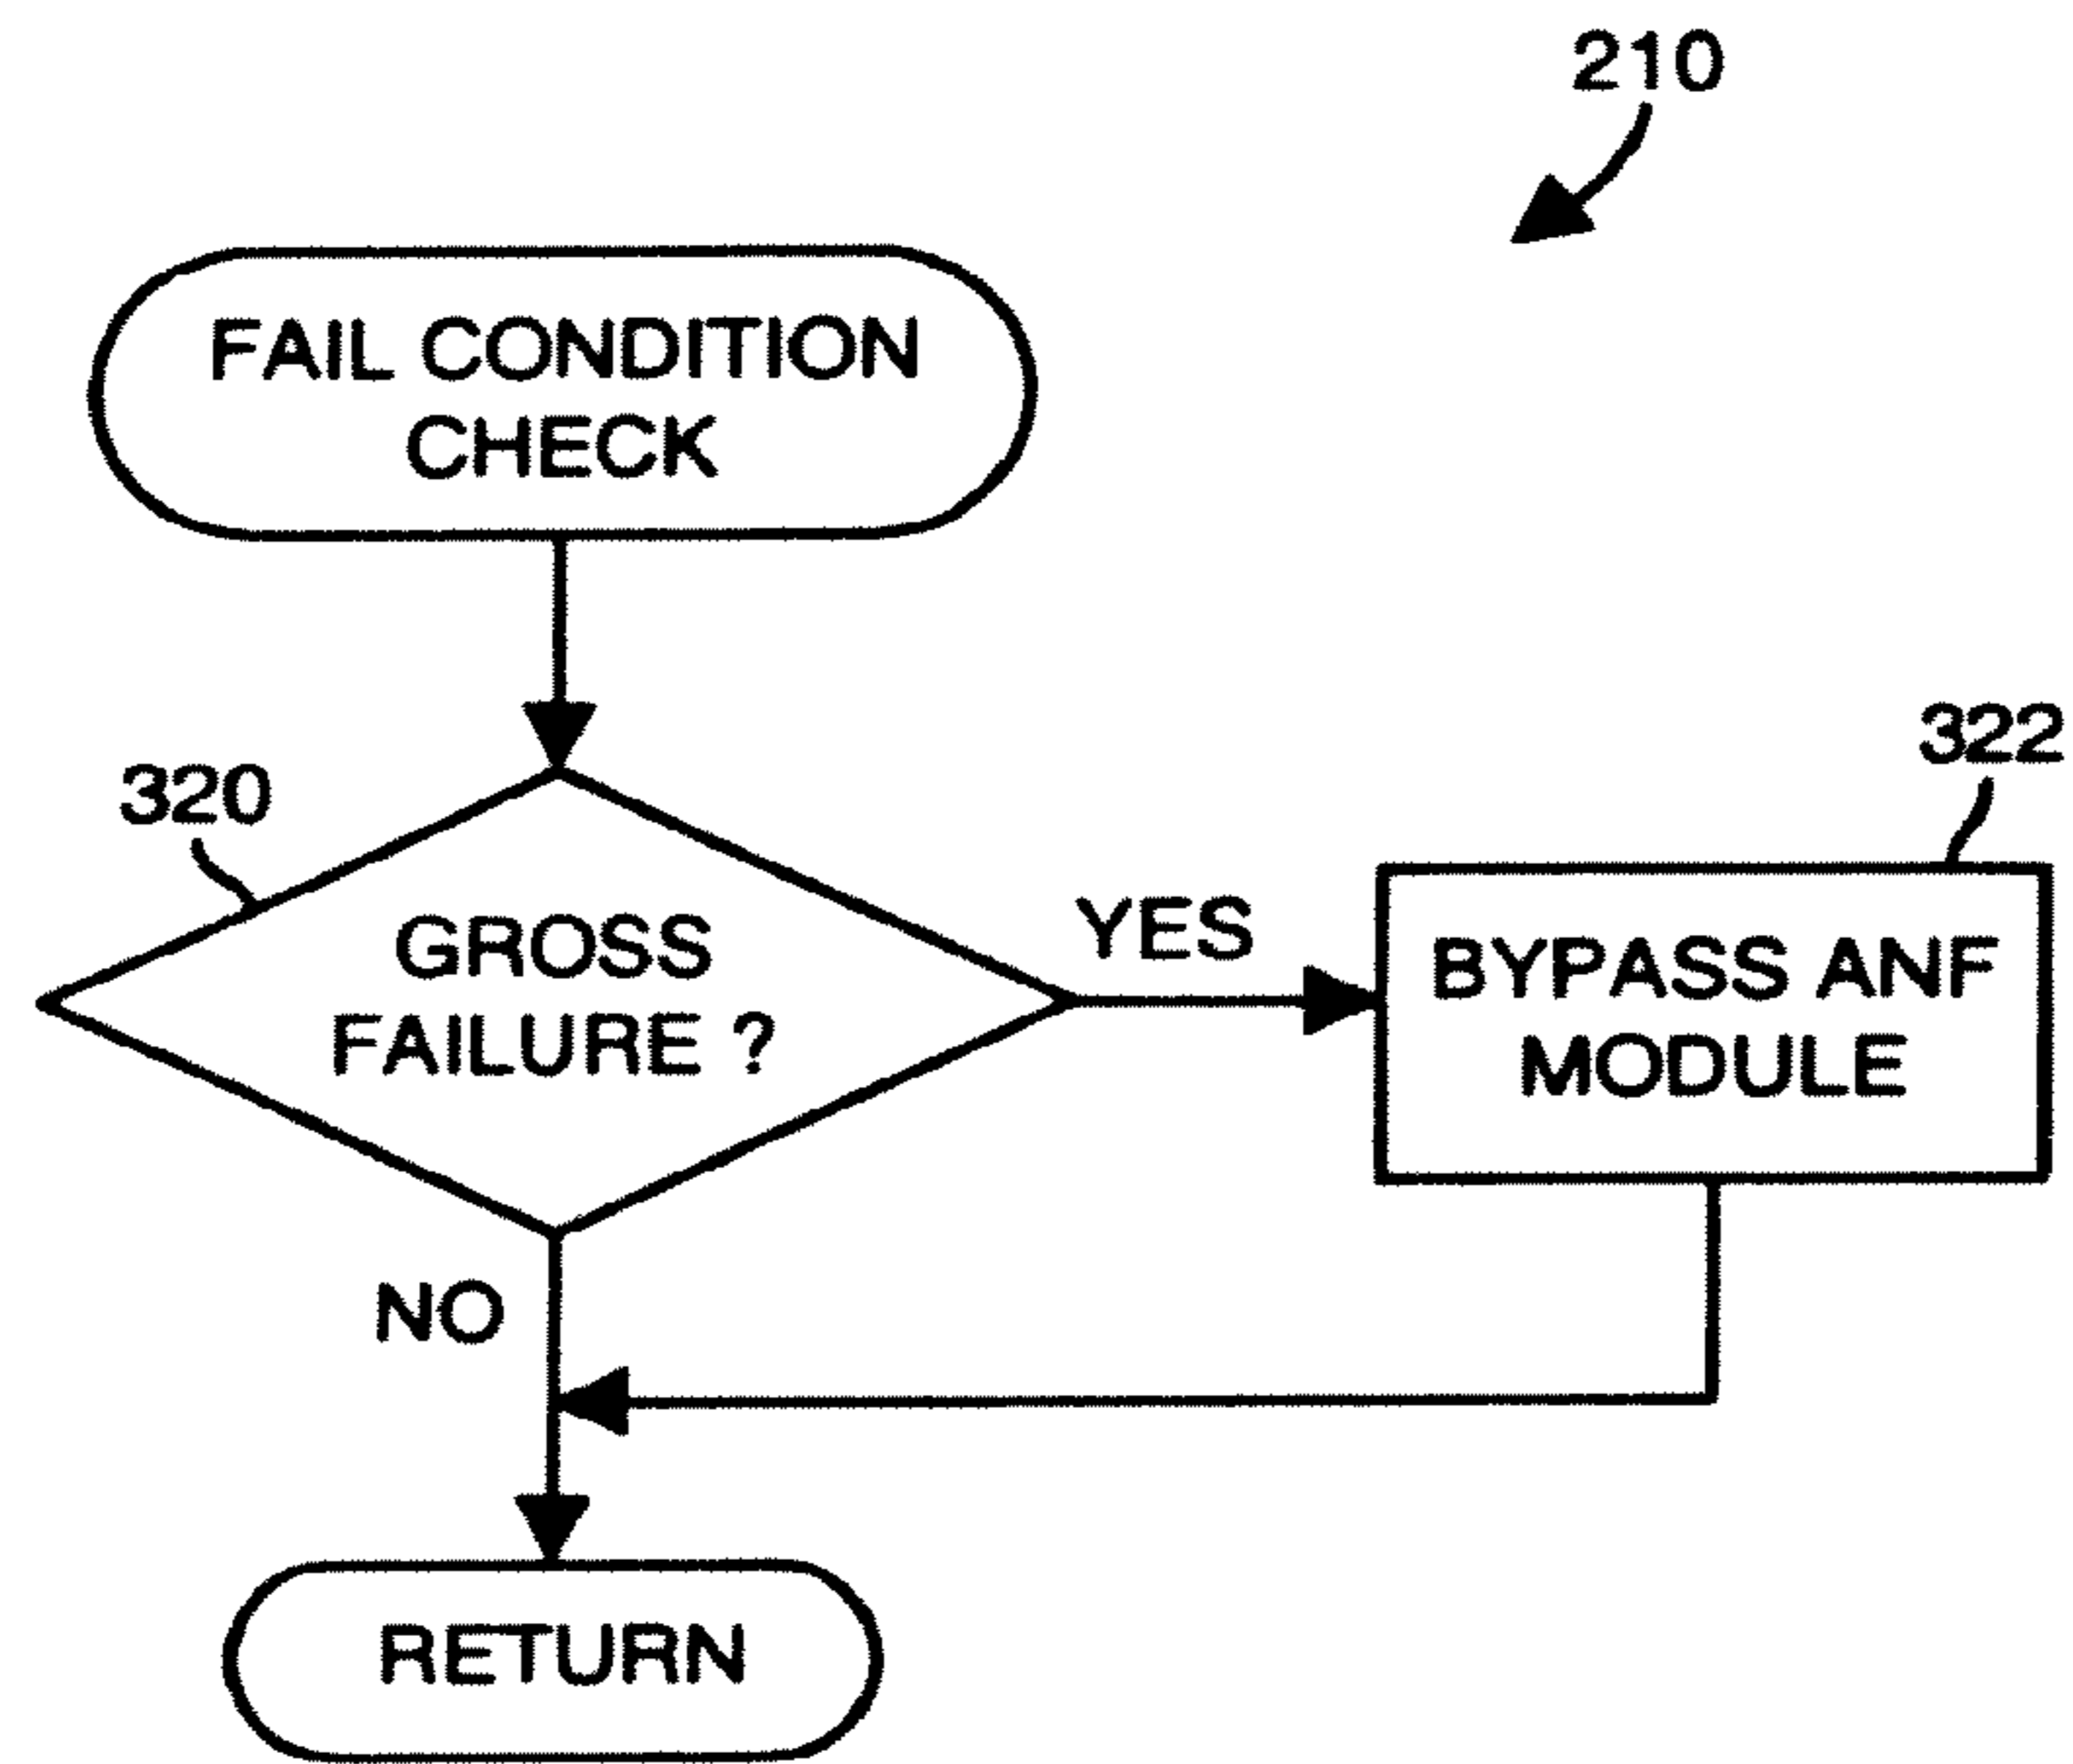 210
FAIL CONDITION
CHECK
322
320
GROSS
FAILURE ?
YES
BYPASS ANF
MODULE
NO
RETURN